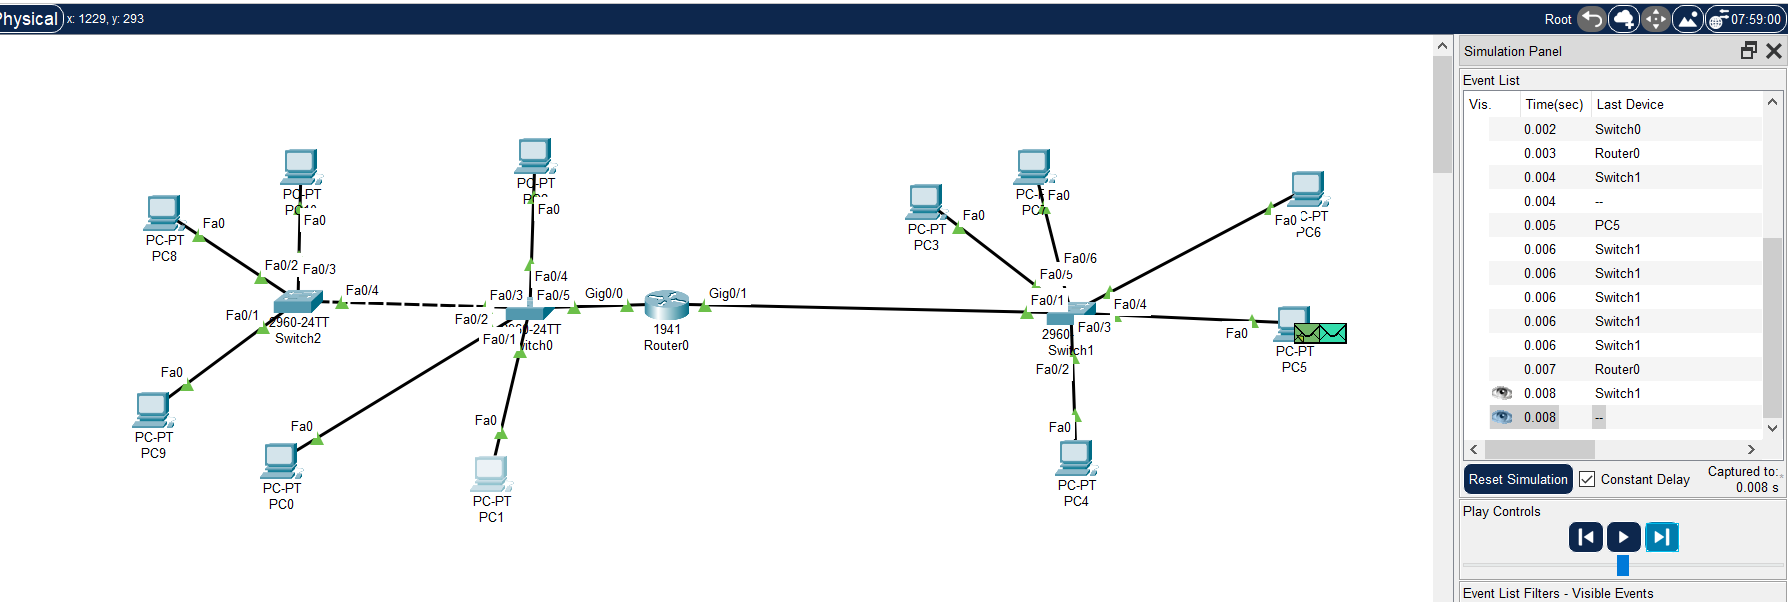 Physical x: 1229, y: 293
Root
07:59:00
Simulation Panel
Event List
Vis. Time(sec) Last Device
0.002 Switch0
0.003 Router0
0.004 Switch1
0.004 --
0.005 PC5
0.006 Switch1
0.006 Switch1
0.006 Switch1
0.006 Switch1
0.006 Switch1
0.007 Router0
0.008 Switch1
0.008 --
Reset Simulation
Constant Delay
Captured to:
0.008 s
Play Controls
Event List Filters - Visible Events
PC-PT
PC8
Fa0
PC-PT
Fa0
Fa0/2
Fa0/3
Fa0/4
Fa0/1
2960-24TT
Switch2
Fa0
PC-PT
PC9
PC-PT
Fa0
Fa0/4
Fa0/3
Fa0/5
Fa0/2
Fa0/1
Gig0/0
Gig0/1
1941
Router0
Fa0
PC-PT
PC0
Fa0
PC-PT
PC1
PC-PT
PC3
Fa0
Fa0
Fa0/6
Fa0/5
Fa0/1
Fa0/4
Fa0/3
Switch1
Fa0/2
Fa0
PC6
Fa0
PC-PT
PC5
Fa0
PC-PT
PC4